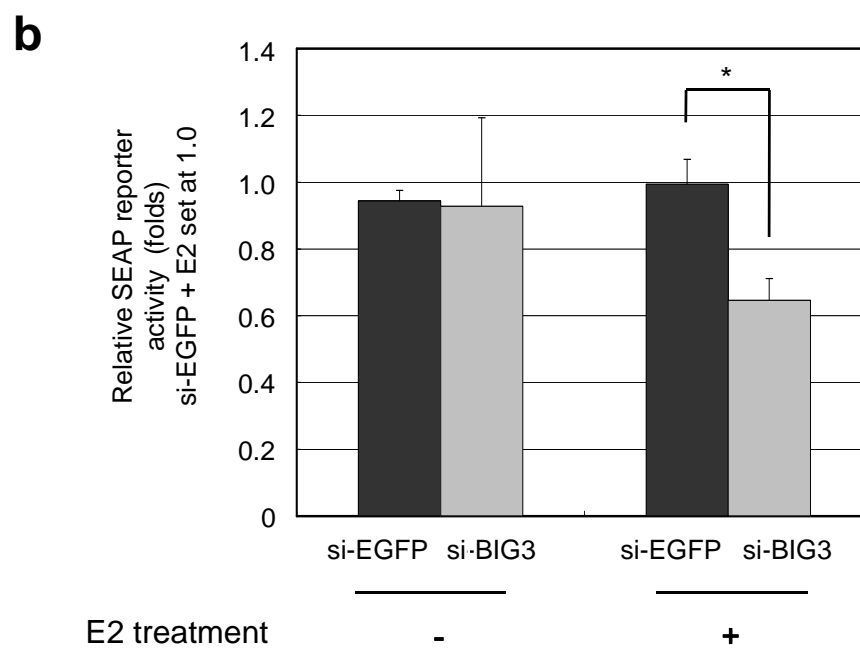 b
Relative SEAP reporter
activity (folds)
si-EGFP + E2 set at 1.0
1.4
1.2
1.0
0.8
0.6
0.4
0.2
0
*
si-EGFP si-BIG3 si-EGFP si-BIG3
E2 treatment - +